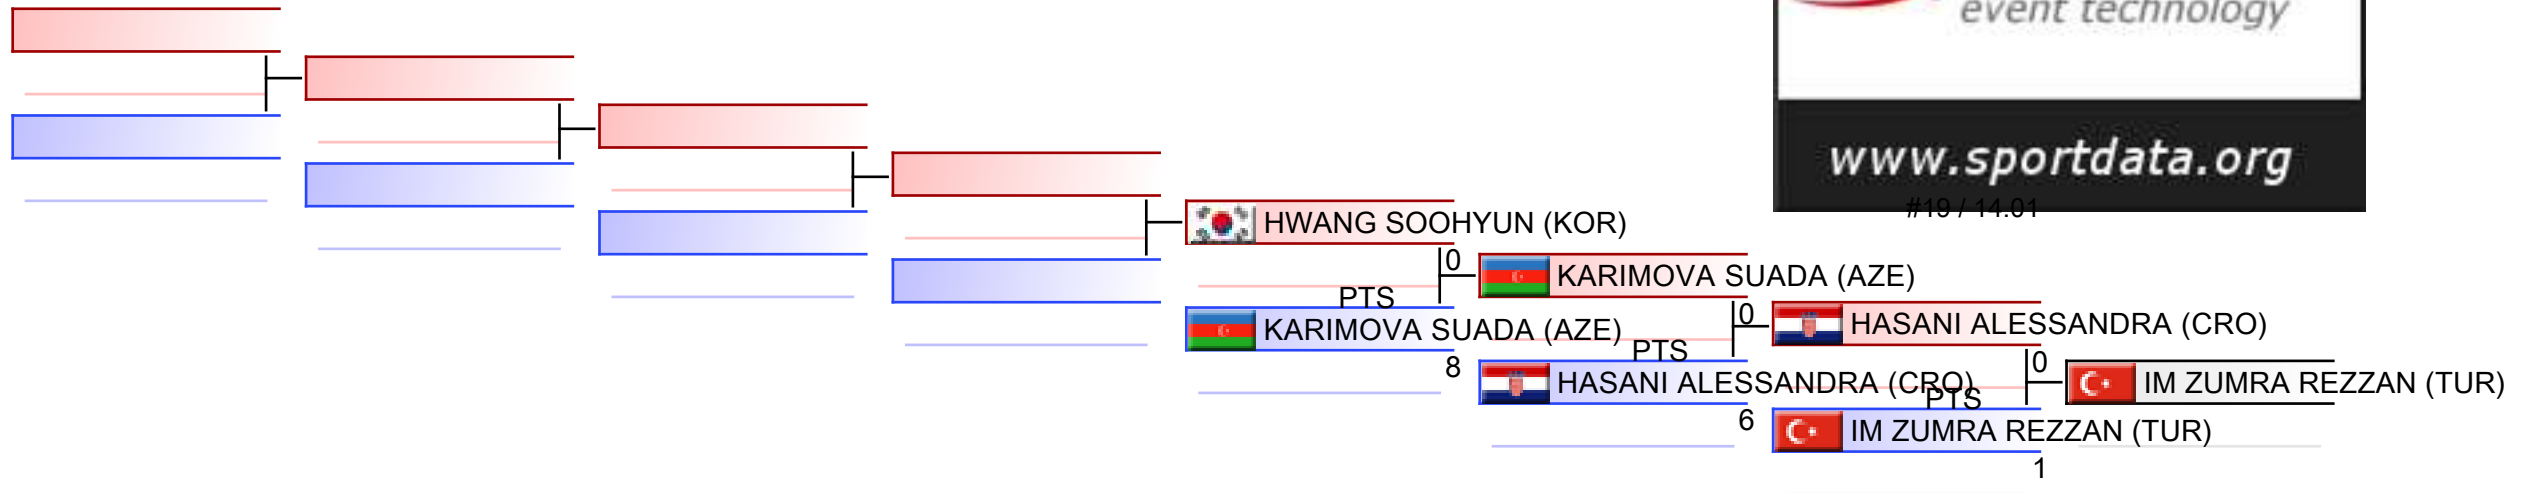 event technology
www.sportdata.org
#19 / 14.01
HWANG SOOHYUN (KOR)
0
KARIMOVA SUADA (AZE)
PTS
KARIMOVA SUADA (AZE)
8
0
HASANI ALESSANDRA (CRO)
PTS
HASANI ALESSANDRA (CRO)
6
0
IM ZUMRA REZZAN (TUR)
PTS
IM ZUMRA REZZAN (TUR)
1